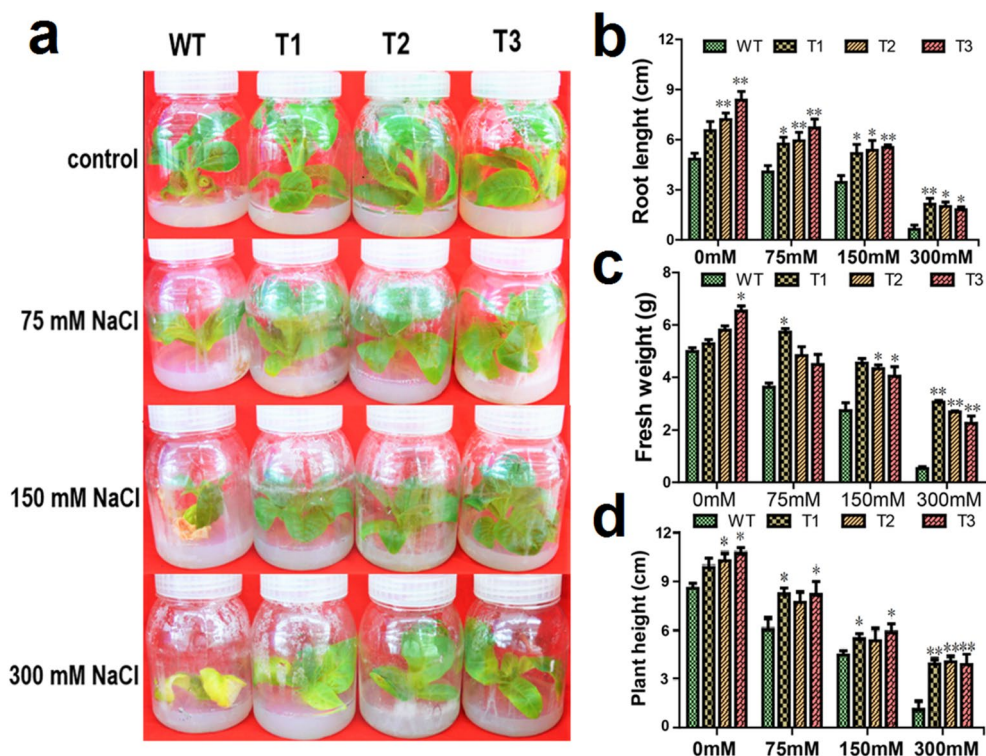 a
WT T1 T2 T3
control
75 mM NaCl
150 mM NaCl
300 mM NaCl
b
WT T1 T2 T3
Root lenght (cm)
12
9
6
3
0
** **
* ** **
* * **
** * *
0mM 75mM 150mM 300mM
c
WT T1 T2 T3
Fresh weight (g)
8
6
4
2
0
*
*
* *
** ** **
0mM 75mM 150mM 300mM
d
WT T1 T2 T3
Plant height (cm)
12
9
6
3
0
* *
* *
* *
******
0mM 75mM 150mM 300mM